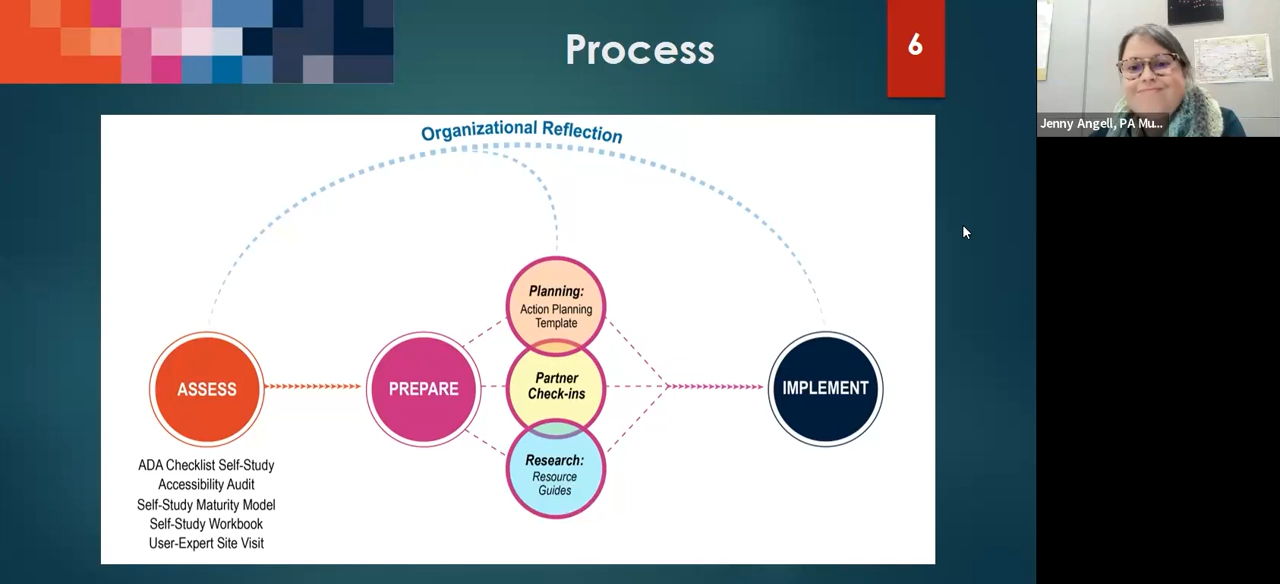 Process
6
Jenny Angell, PA Mu...
Organizational Reflection
Planning:
Action Planning
Template
ASSESS
PREPARE
Partner
Check-ins
IMPLEMENT
Research:
Resource
Guides
ADA Checklist Self-Study
Accessibility Audit
Self-Study Maturity Model
Self-Study Workbook
User-Expert Site Visit